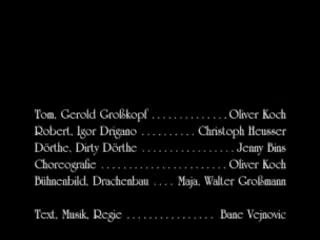 Tom, Gerold Großkopf .............. Oliver Koch
Robert, Igor Drigano .......... Christoph Heusser
Dörthe, Dirty Dörthe ................. Jenny Bins
Choreografie ........................ Oliver Koch
Bühnenbild, Drachenbau .... Maja, Walter Großmann
Text, Musik, Regie ................ Bane Vejnovic